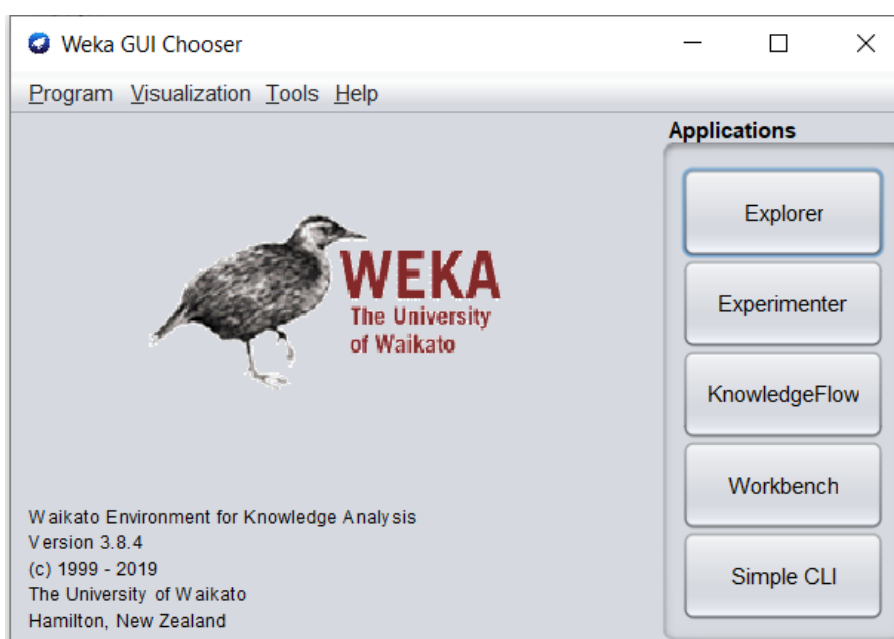 Weka GUI Chooser
Program Visualization Tools Help
Applications
Explorer
Experimenter
KnowledgeFlow
Workbench
Simple CLI
WEKA
The University
of Waikato
Waikato Environment for Knowledge Analysis
Version 3.8.4
(c) 1999 - 2019
The University of Waikato
Hamilton, New Zealand